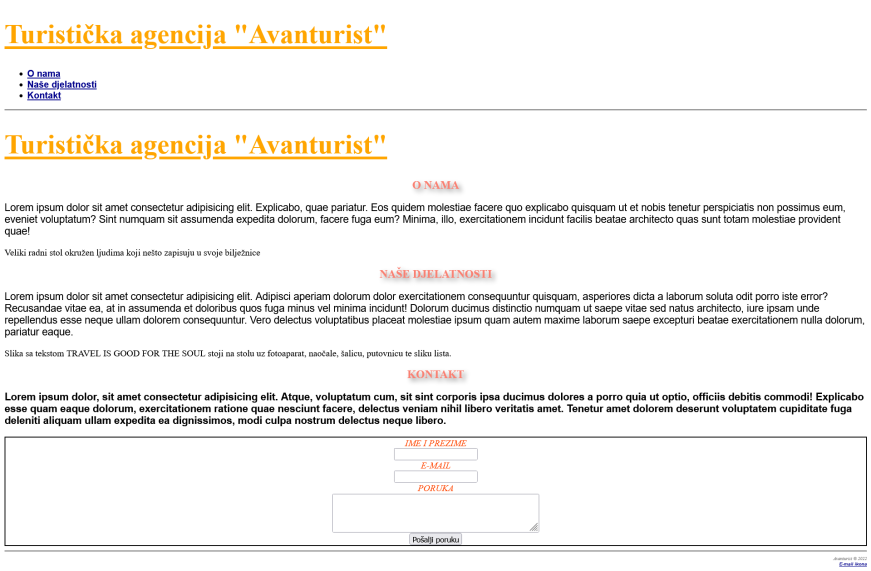 Turistička agencija "Avanturist"
O nama
Naše djelatnosti
Kontakt
Turistička agencija "Avanturist"
O NAMA
Lorem ipsum dolor sit amet consectetur adipisicing elit. Explicabo, quae pariatur. Eos quidem molestiae facere quo explicabo quisquam ut et nobis tenetur perspiciatis non possimus eum,
eveniet voluptatum? Sint numquam sit assumenda expedita dolorum, facere fuga eum? Minima, illo, exercitationem incidunt facilis beatae architecto quas sunt totam molestiae provident
quae!
Veliki radni stol okružen ljudima koji nešto zapisuju u svoje bilježnice
NAŠE DJELATNOSTI
Lorem ipsum dolor sit amet consectetur adipisicing elit. Adipisci aperiam dolorum dolor exercitationem consequuntur quisquam, asperiores dicta a laborum soluta odit porro iste error?
Recusandae vitae ea, at in assumenda et doloribus quos fuga minus vel minima incidunt! Dolorum ducimus distinctio numquam ut saepe vitae sed natus architecto, iure ipsam unde
repellendus esse neque ullam dolorem consequuntur. Vero delectus voluptatibus placeat molestiae ipsum quam autem maxime laborum saepe excepturi beatae exercitationem nulla dolorum,
pariatur eaque.
Slika sa tekstom TRAVEL IS GOOD FOR THE SOUL stoji na stolu uz fotoaparat, naočale, šalicu, putovnicu te sliku lista.
KONTAKT
Lorem ipsum dolor, sit amet consectetur adipisicing elit. Atque, voluptatum cum, sit sint corporis ipsa ducimus dolores a porro quia ut optio, officiis debitis commodi! Explicabo
esse quam eaque dolorum, exercitationem ratione quae nesciunt facere, delectus veniam nihil libero veritatis amet. Tenetur amet dolorem deserunt voluptatem cupiditate fuga
deleniti aliquam ullam expedita ea dignissimos, modi culpa nostrum delectus neque libero.
IME I PREZIME
E-MAIL
PORUKA
Pošalji poruku
E-mail ikona